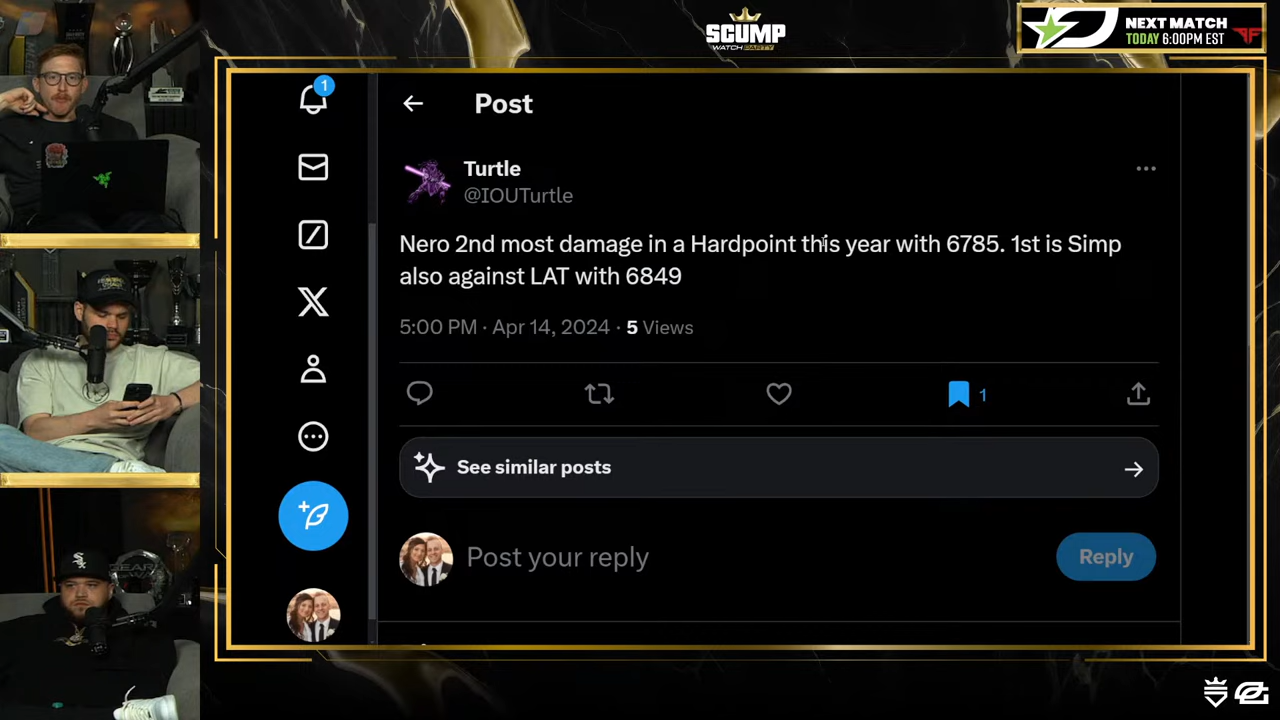 SCUMP
WATCH PARTY
NEXT MATCH
TODAY 6:00PM EST
1
Post
Turtle
@IOUTurtle
Nero 2nd most damage in a Hardpoint this year with 6785. 1st is Simp
also against LAT with 6849
5:00 PM · Apr 14, 2024 · 5 Views
1
See similar posts
Post your reply
Reply